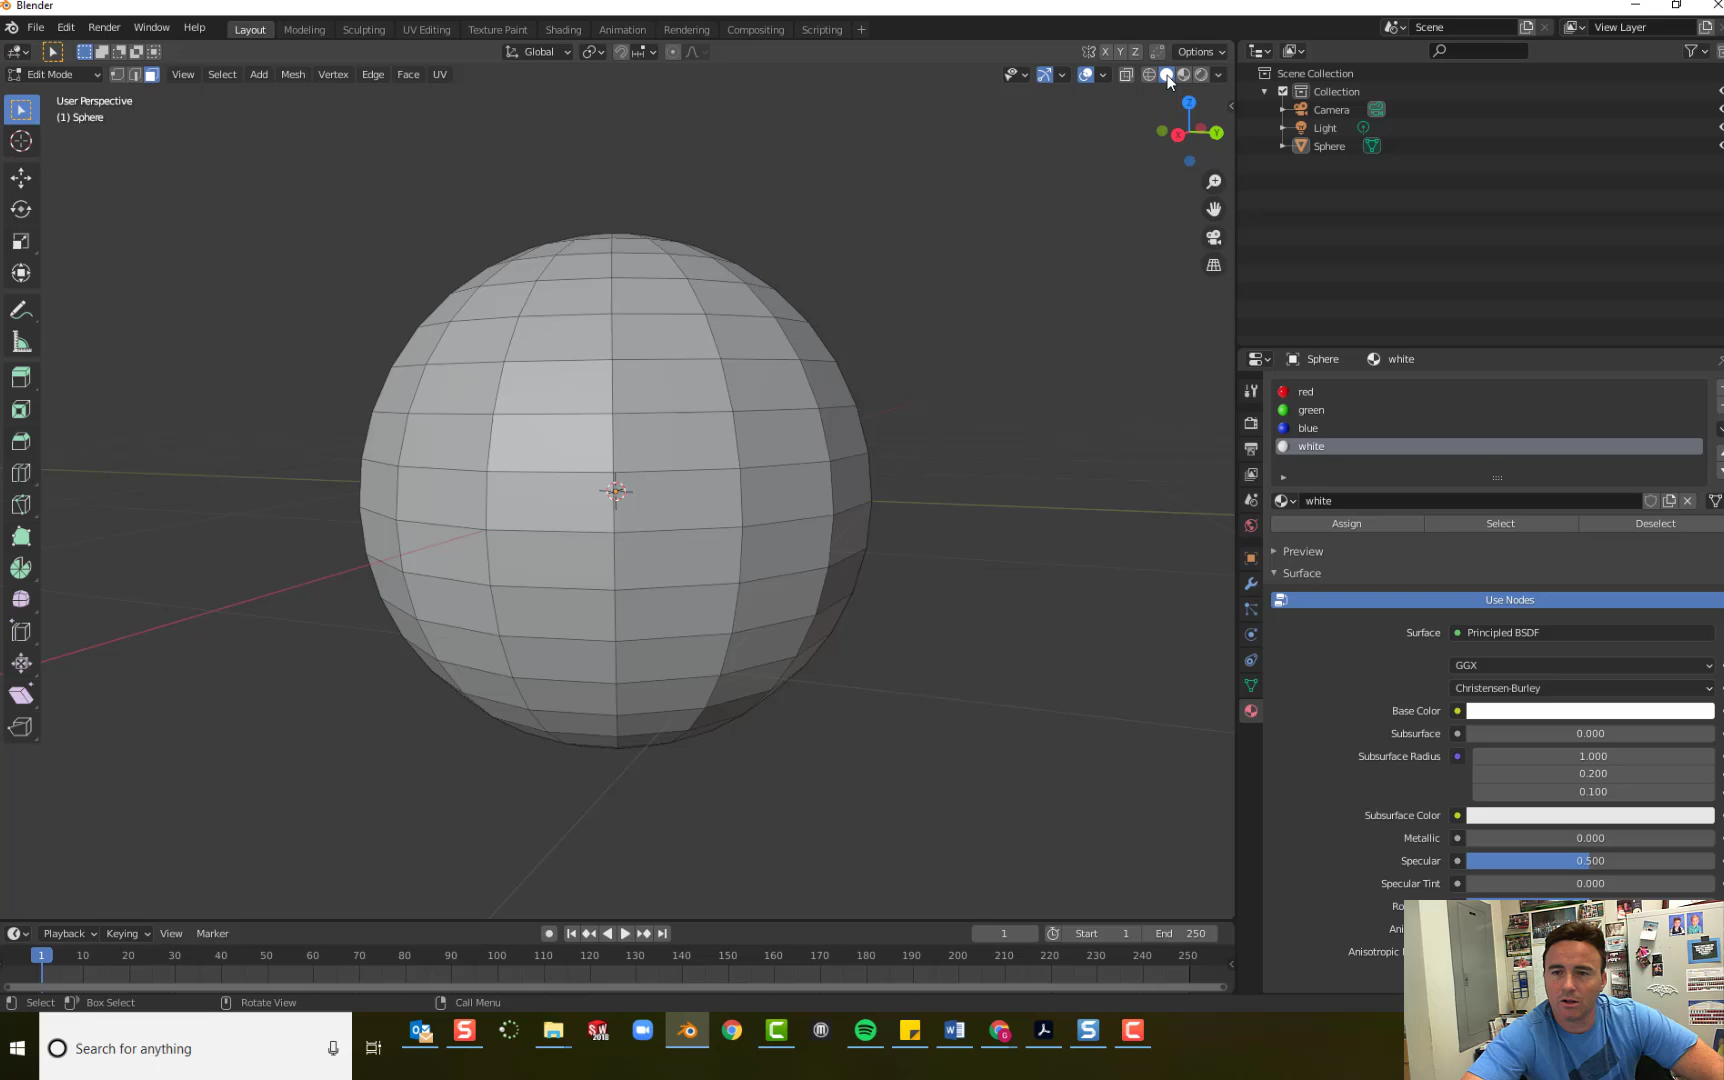 Blender
File Edit Render Window Help Layout Modeling Sculpting UV Editing Texture Paint Shading Animation Rendering Compositing Scripting + Scene View Layer
Global X Y Z Options
Edit Mode View Select Add Mesh Vertex Edge Face UV
User Perspective
(1) Sphere
Z
X Y
Scene Collection
Collection
Camera
Light
Sphere
Sphere white
red
green
blue
white
white
Assign Select Deselect
Preview
Surface
Use Nodes
Surface Principled BSDF
GGX
Christensen-Burley
Base Color
Subsurface 0.000
Subsurface Radius 1.000
0.200
0.100
Subsurface Color
Metallic 0.000
Specular 0.500
Specular Tint 0.000
Ro
Ani
Anisotropic
Playback Keying View Marker 1 Start 1 End 250
1 10 20 30 40 50 60 70 80 90 100 110 120 130 140 150 160 170 180 190 200 210 220 230 240 250
Select Box Select Rotate View Call Menu
Search for anything